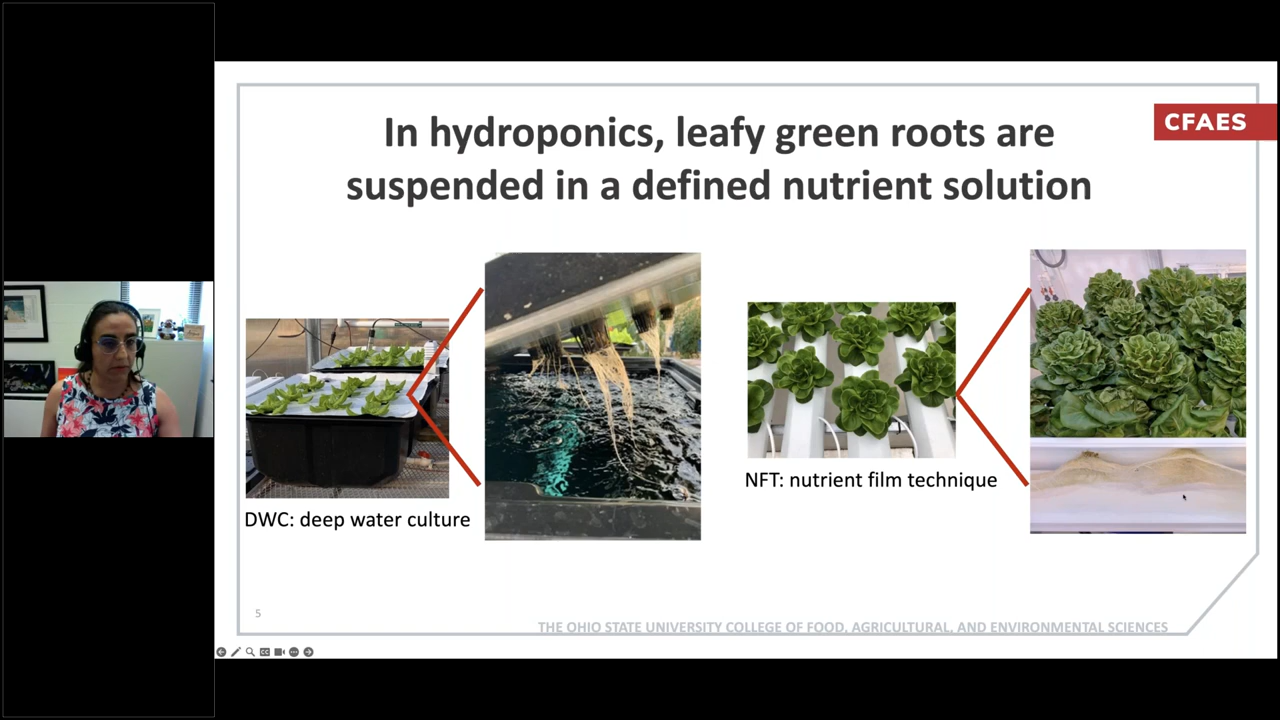 CFAES
In hydroponics, leafy green roots are
suspended in a defined nutrient solution
DWC: deep water culture
NFT: nutrient film technique
5
THE OHIO STATE UNIVERSITY COLLEGE OF FOOD, AGRICULTURAL, AND ENVIRONMENTAL SCIENCES